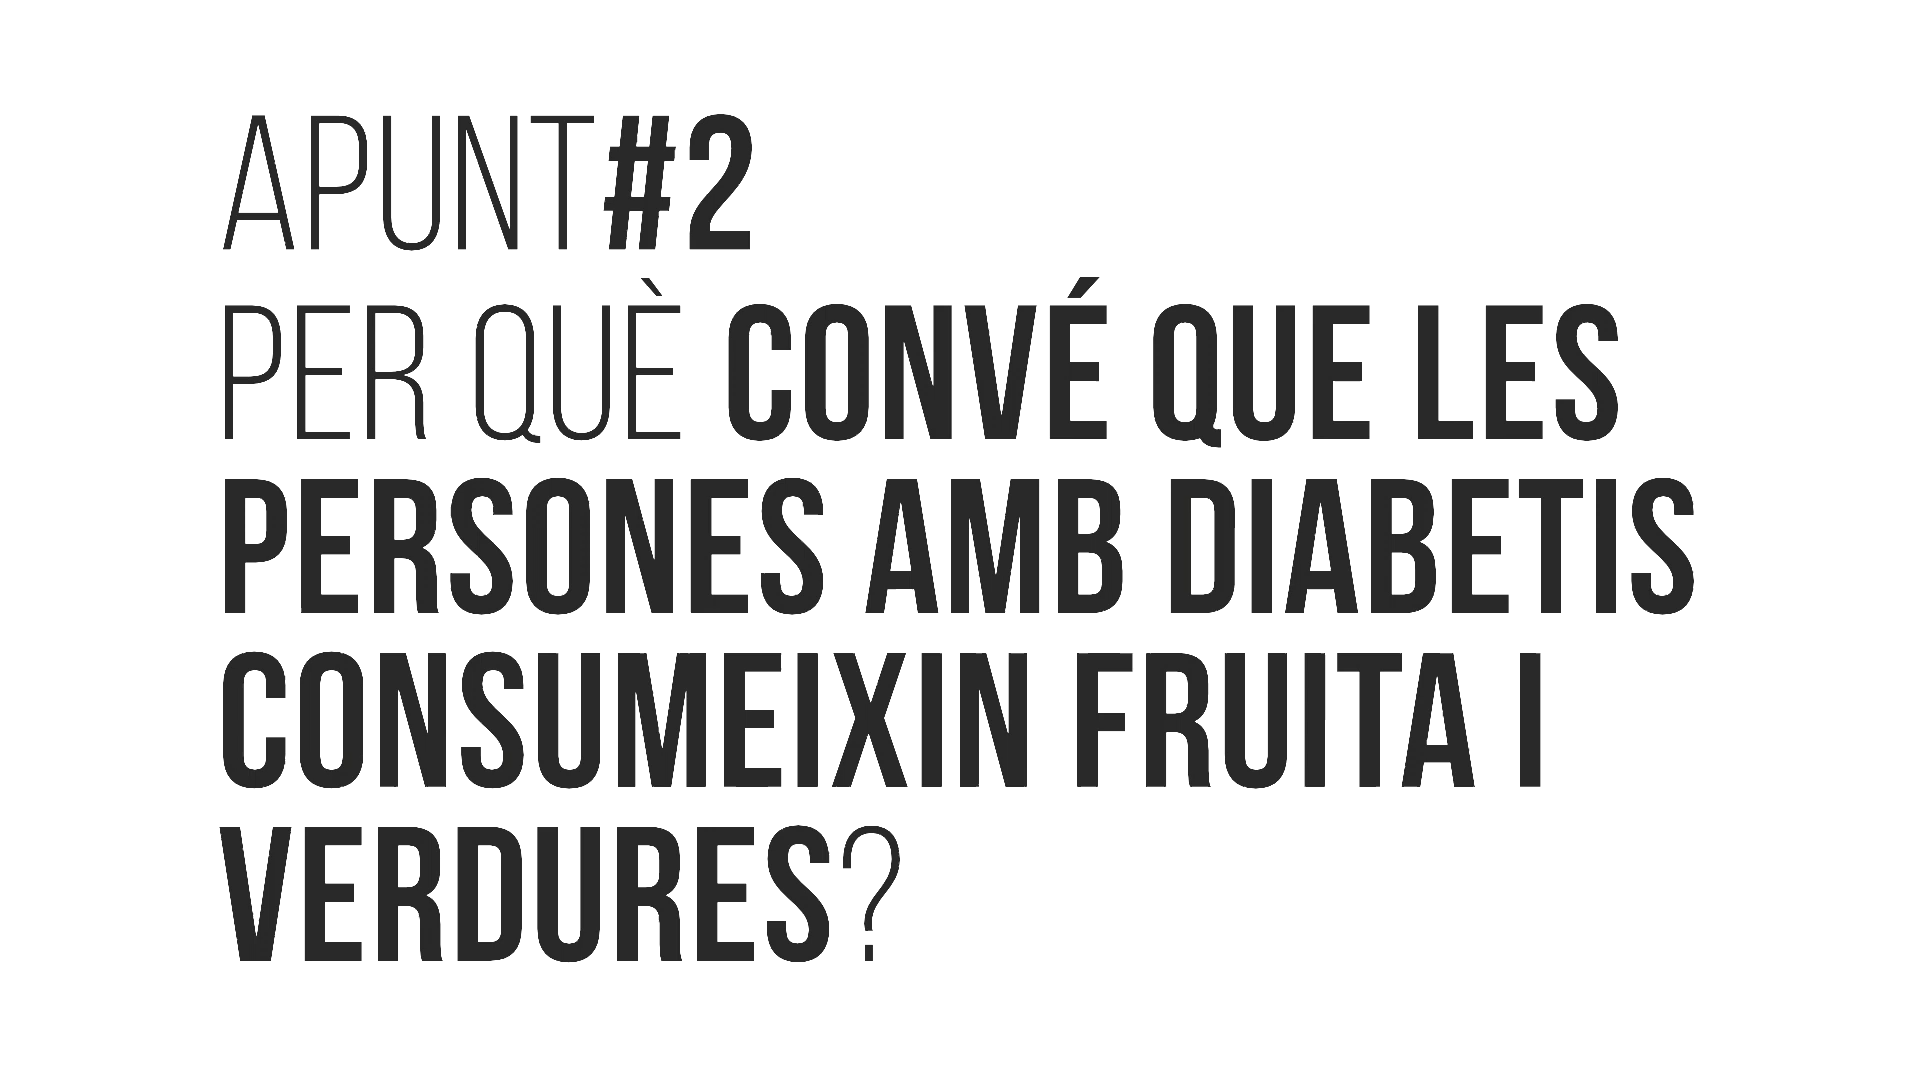 APUNT#2
PER QUÈ CONVÉ QUE LES
PERSONES AMB DIABETIS
CONSUMEIXIN FRUITA I
VERDURES?